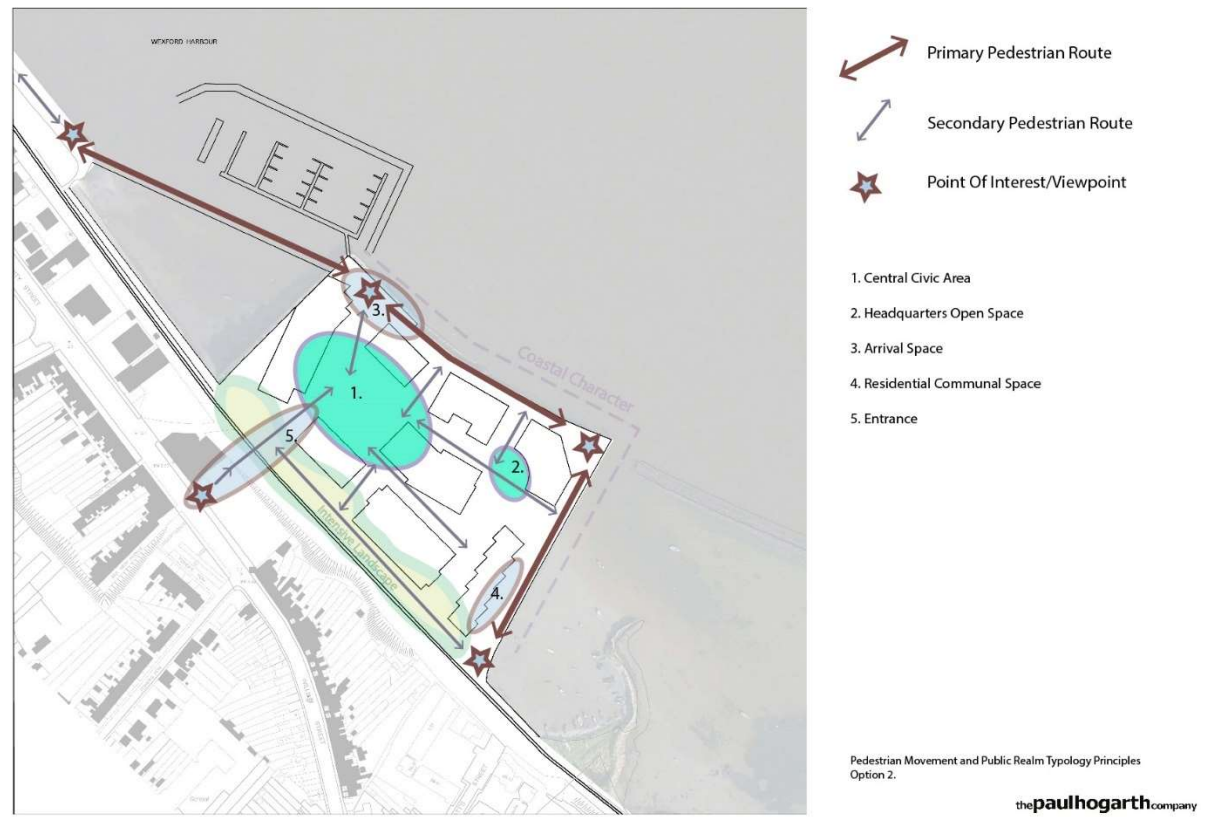 WEXFORD HARBOUR
3.
Coastal Character
1.
5.
2.
Intensive Landscape
4.
School
Primary Pedestrian Route
Secondary Pedestrian Route
Point Of Interest/Viewpoint
1. Central Civic Area
2. Headquarters Open Space
3. Arrival Space
4. Residential Communal Space
5. Entrance
Pedestrian Movement and Public Realm Typology Principles
Option 2.
thepaulhogarthcompany